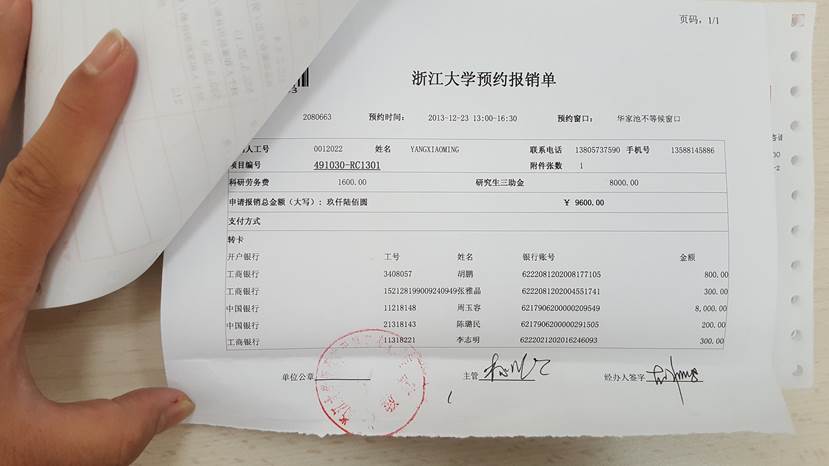 页码, 1/1
浙江大学预约报销单
2080663 预约时间: 2013-12-23 13:00-16:30 预约窗口: 华家池不等候窗口
人工号 0012022 姓名 YANGXIAOMING 联系电话 13805737590 手机号 13588145886
项目编号 491030-RC1301 附件张数 1
科研劳务费 1600.00 研究生三助金 8000.00
申请报销总金额(大写): 玖仟陆佰圆 ¥ 9600.00
支付方式
转卡
开户银行 工号 姓名 银行账号 金额
工商银行 3408057 胡鹏 6222081202008177105 800.00
工商银行 152128199009240949 张雅晶 6222081202004551741 300.00
中国银行 11218148 周玉容 6217906200000209549 8,000.00
中国银行 21318143 陈璐民 6217906200000291505 200.00
工商银行 11318221 李志明 6222021202016246093 300.00
单位公章 主管 经办人签字